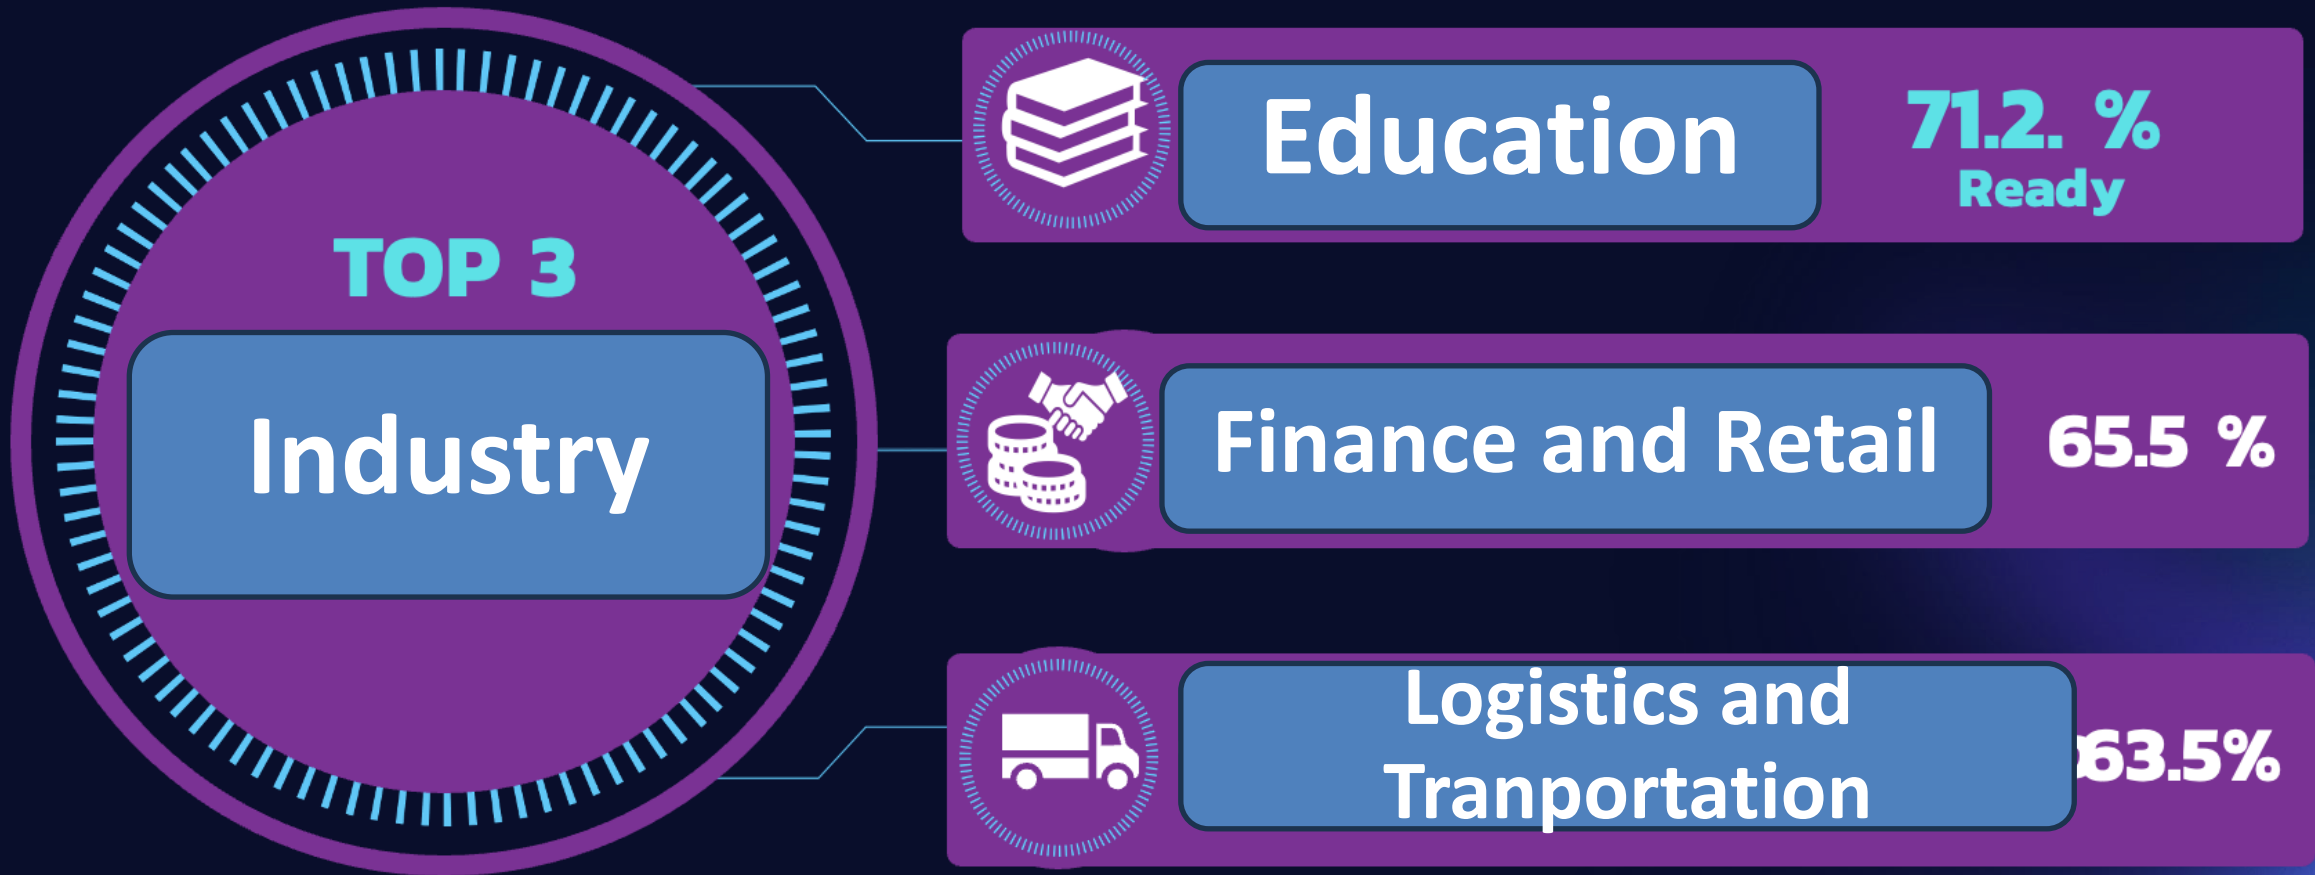 TOP 3
Industry
Education
71.2. %
Ready
Finance and Retail
65.5 %
Logistics and
Tranportation
63.5%